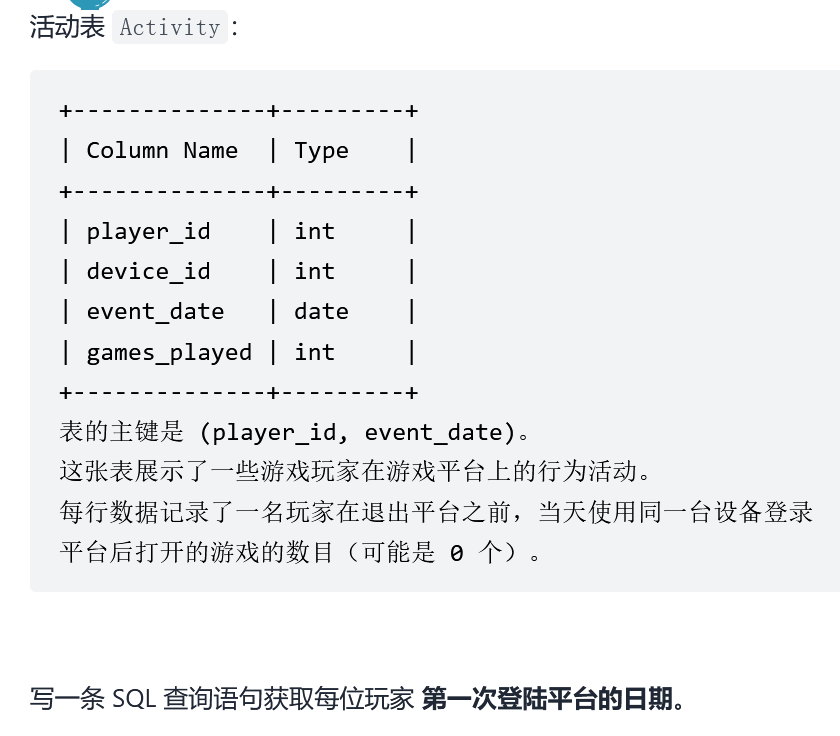 活动表 Activity：
+--------------+---------+
| Column Name  | Type    |
+--------------+---------+
| player_id    | int     |
| device_id    | int     |
| event_date   | date    |
| games_played | int     |
+--------------+---------+
表的主键是 (player_id, event_date)。
这张表展示了一些游戏玩家在游戏平台上的行为活动。
每行数据记录了一名玩家在退出平台之前，当天使用同一台设备登录
平台后打开的游戏的数目（可能是 0 个）。
写一条 SQL 查询语句获取每位玩家 第一次登陆平台的日期。